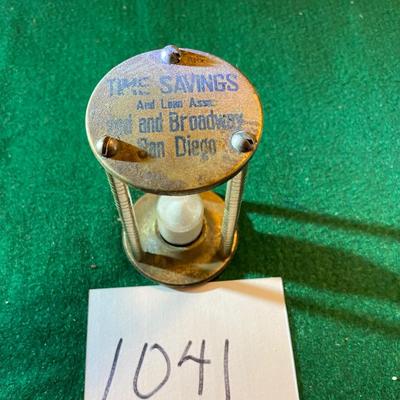 TIME SAVINGS
And Loan Assn.
and Broadway
San Diego
1041